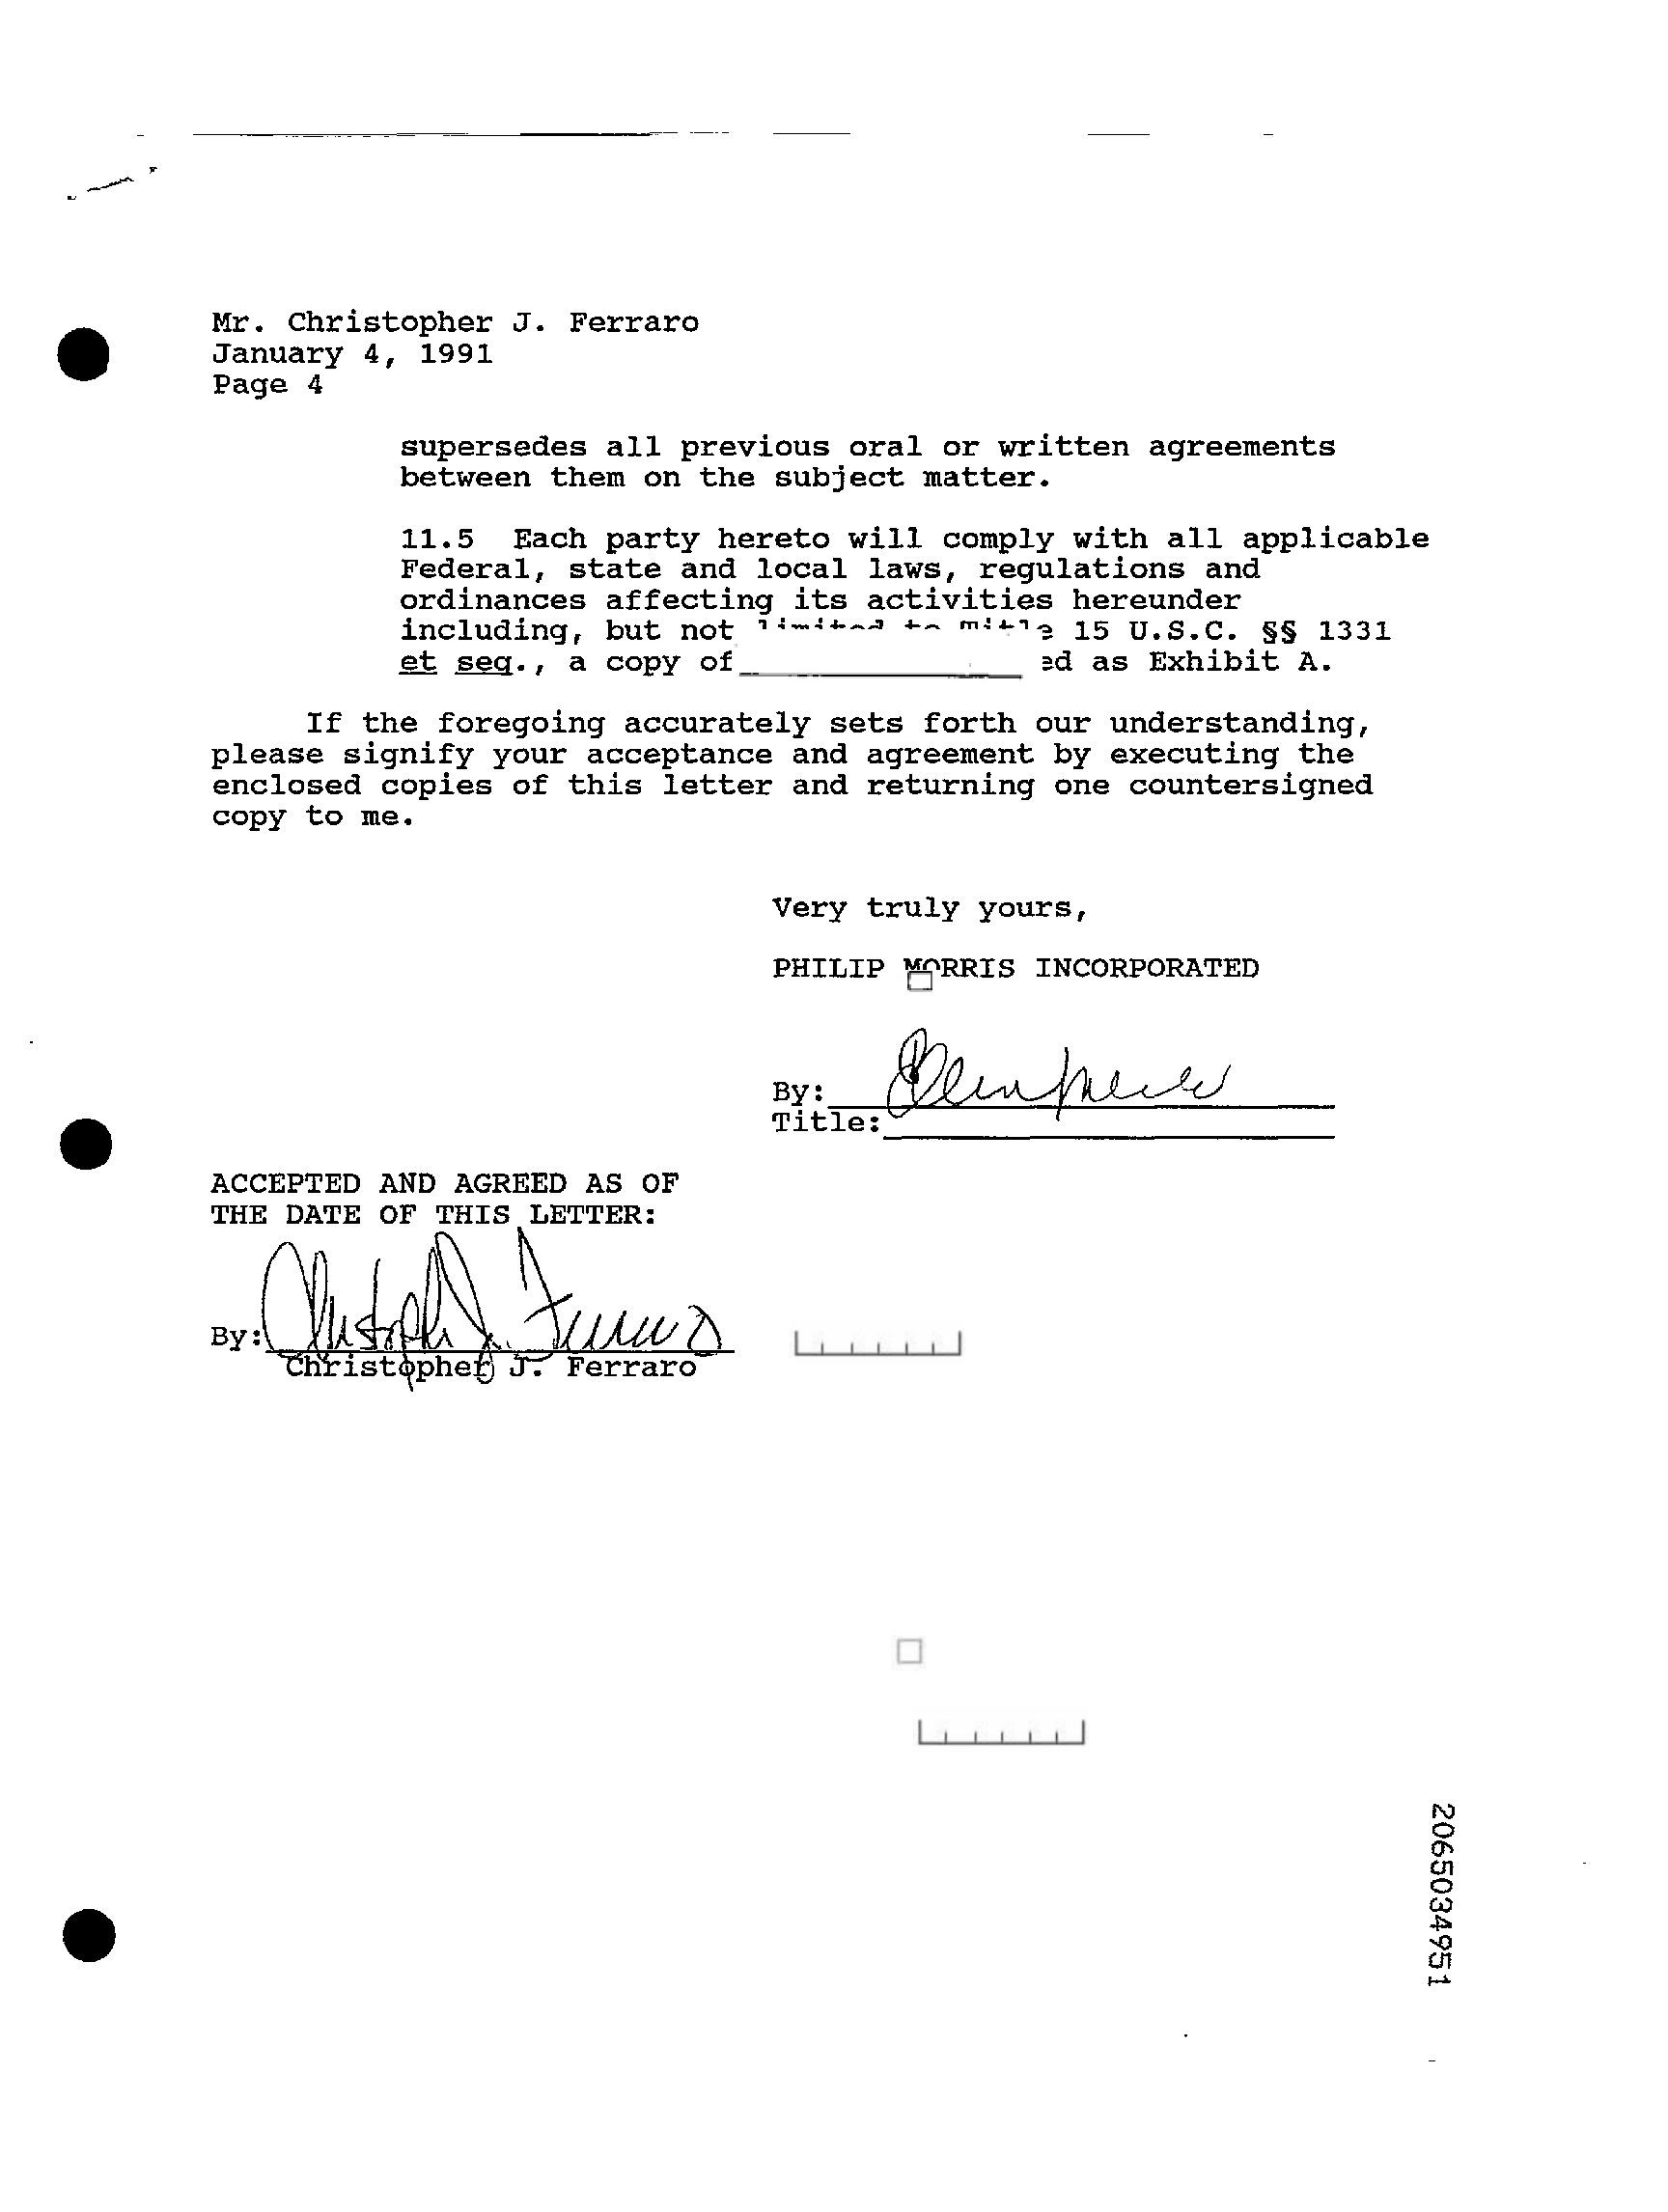 Mr. Christopher J. Ferraro
January 4, 1991
Page 4
supersedes all previous oral or written agreements
between them on the subject matter.
11.5 Each party hereto will comply with all applicable
Federal, state and local laws, regulations and
ordinances affecting its activities hereunder
including, but not limited to Title 15 U.S.C. §§ 1331
et seq., a copy of as Exhibit A.
If the foregoing accurately sets forth our understanding,
please signify your acceptance and agreement by executing the
enclosed copies of this letter and returning one countersigned
copy to me.
Very truly yours,
PHILIP MORRIS INCORPORATED
By:
Title:
ACCEPTED AND AGREED AS OF
THE DATE OF THIS LETTER:
By: Christopher J. Ferraro
Christopher J. Ferraro
2065034951